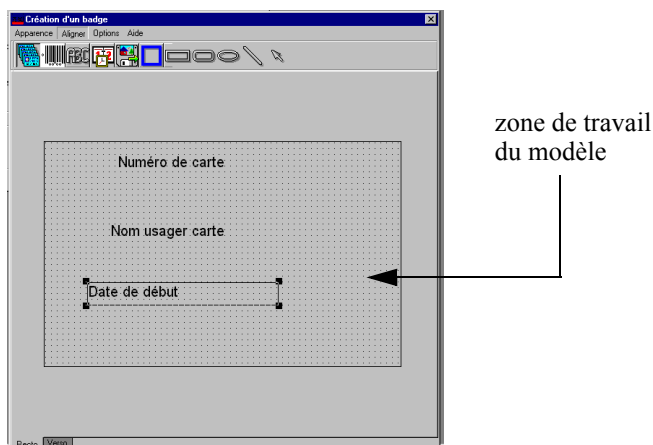 Création d'un badge
Apparence Aligner Options Aide
ABC
zone de travail
du modèle
Numéro de carte
Nom usager carte
Date de début
Recto Verso